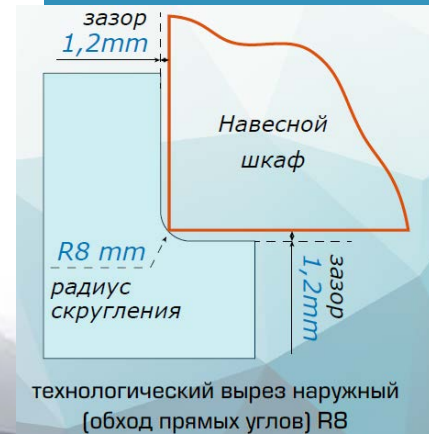 зазор
1,2mm
Навесной
шкаф
R8 mm
радиус
скругления
зазор
1,2mm
технологический вырез наружный
(обход прямых углов) R8